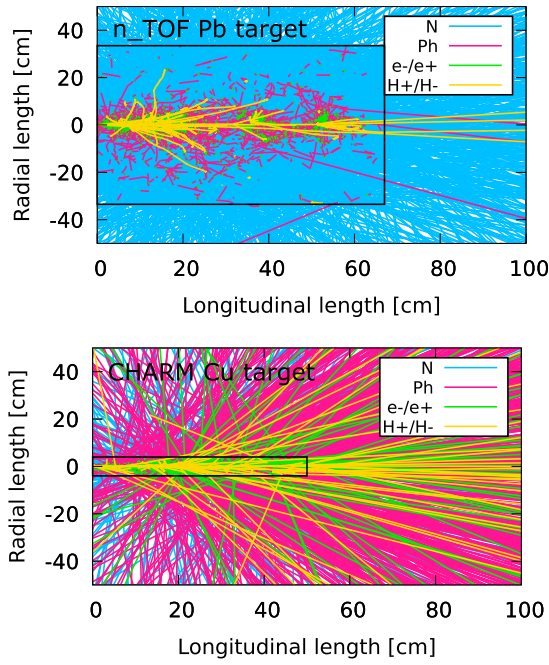 n_TOF Pb target
N
Ph
e-/e+
H+/H-
Radial length [cm]
40
20
0
-20
-40
0 20 40 60 80 100
Longitudinal length [cm]
CHARM Cu target
N
Ph
e-/e+
H+/H-
Radial length [cm]
40
20
0
-20
-40
0 20 40 60 80 100
Longitudinal length [cm]